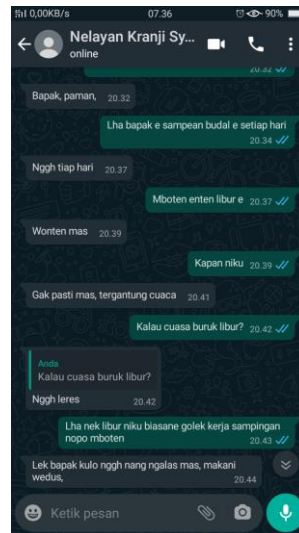 0,00KB/s 07.36 90%
Nelayan Kranji Sy...
online
20.32
Bapak, paman, 20.32
Lha bapak e sampean budal e setiap hari
20.34
Nggh tiap hari 20.37
Mboten enten libur e 20.37
Wonten mas 20.39
Kapan niku 20.39
Gak pasti mas, tergantung cuaca 20.41
Kalau cuasa buruk libur? 20.42
Anda
Kalau cuasa buruk libur?
Nggh leres 20.42
Lha nek libur niku biasane golek kerja sampingan
nopo mboten 20.43
Lek bapak kulo nggh nang ngalas mas, makani
wedus, 20.44
Ketik pesan